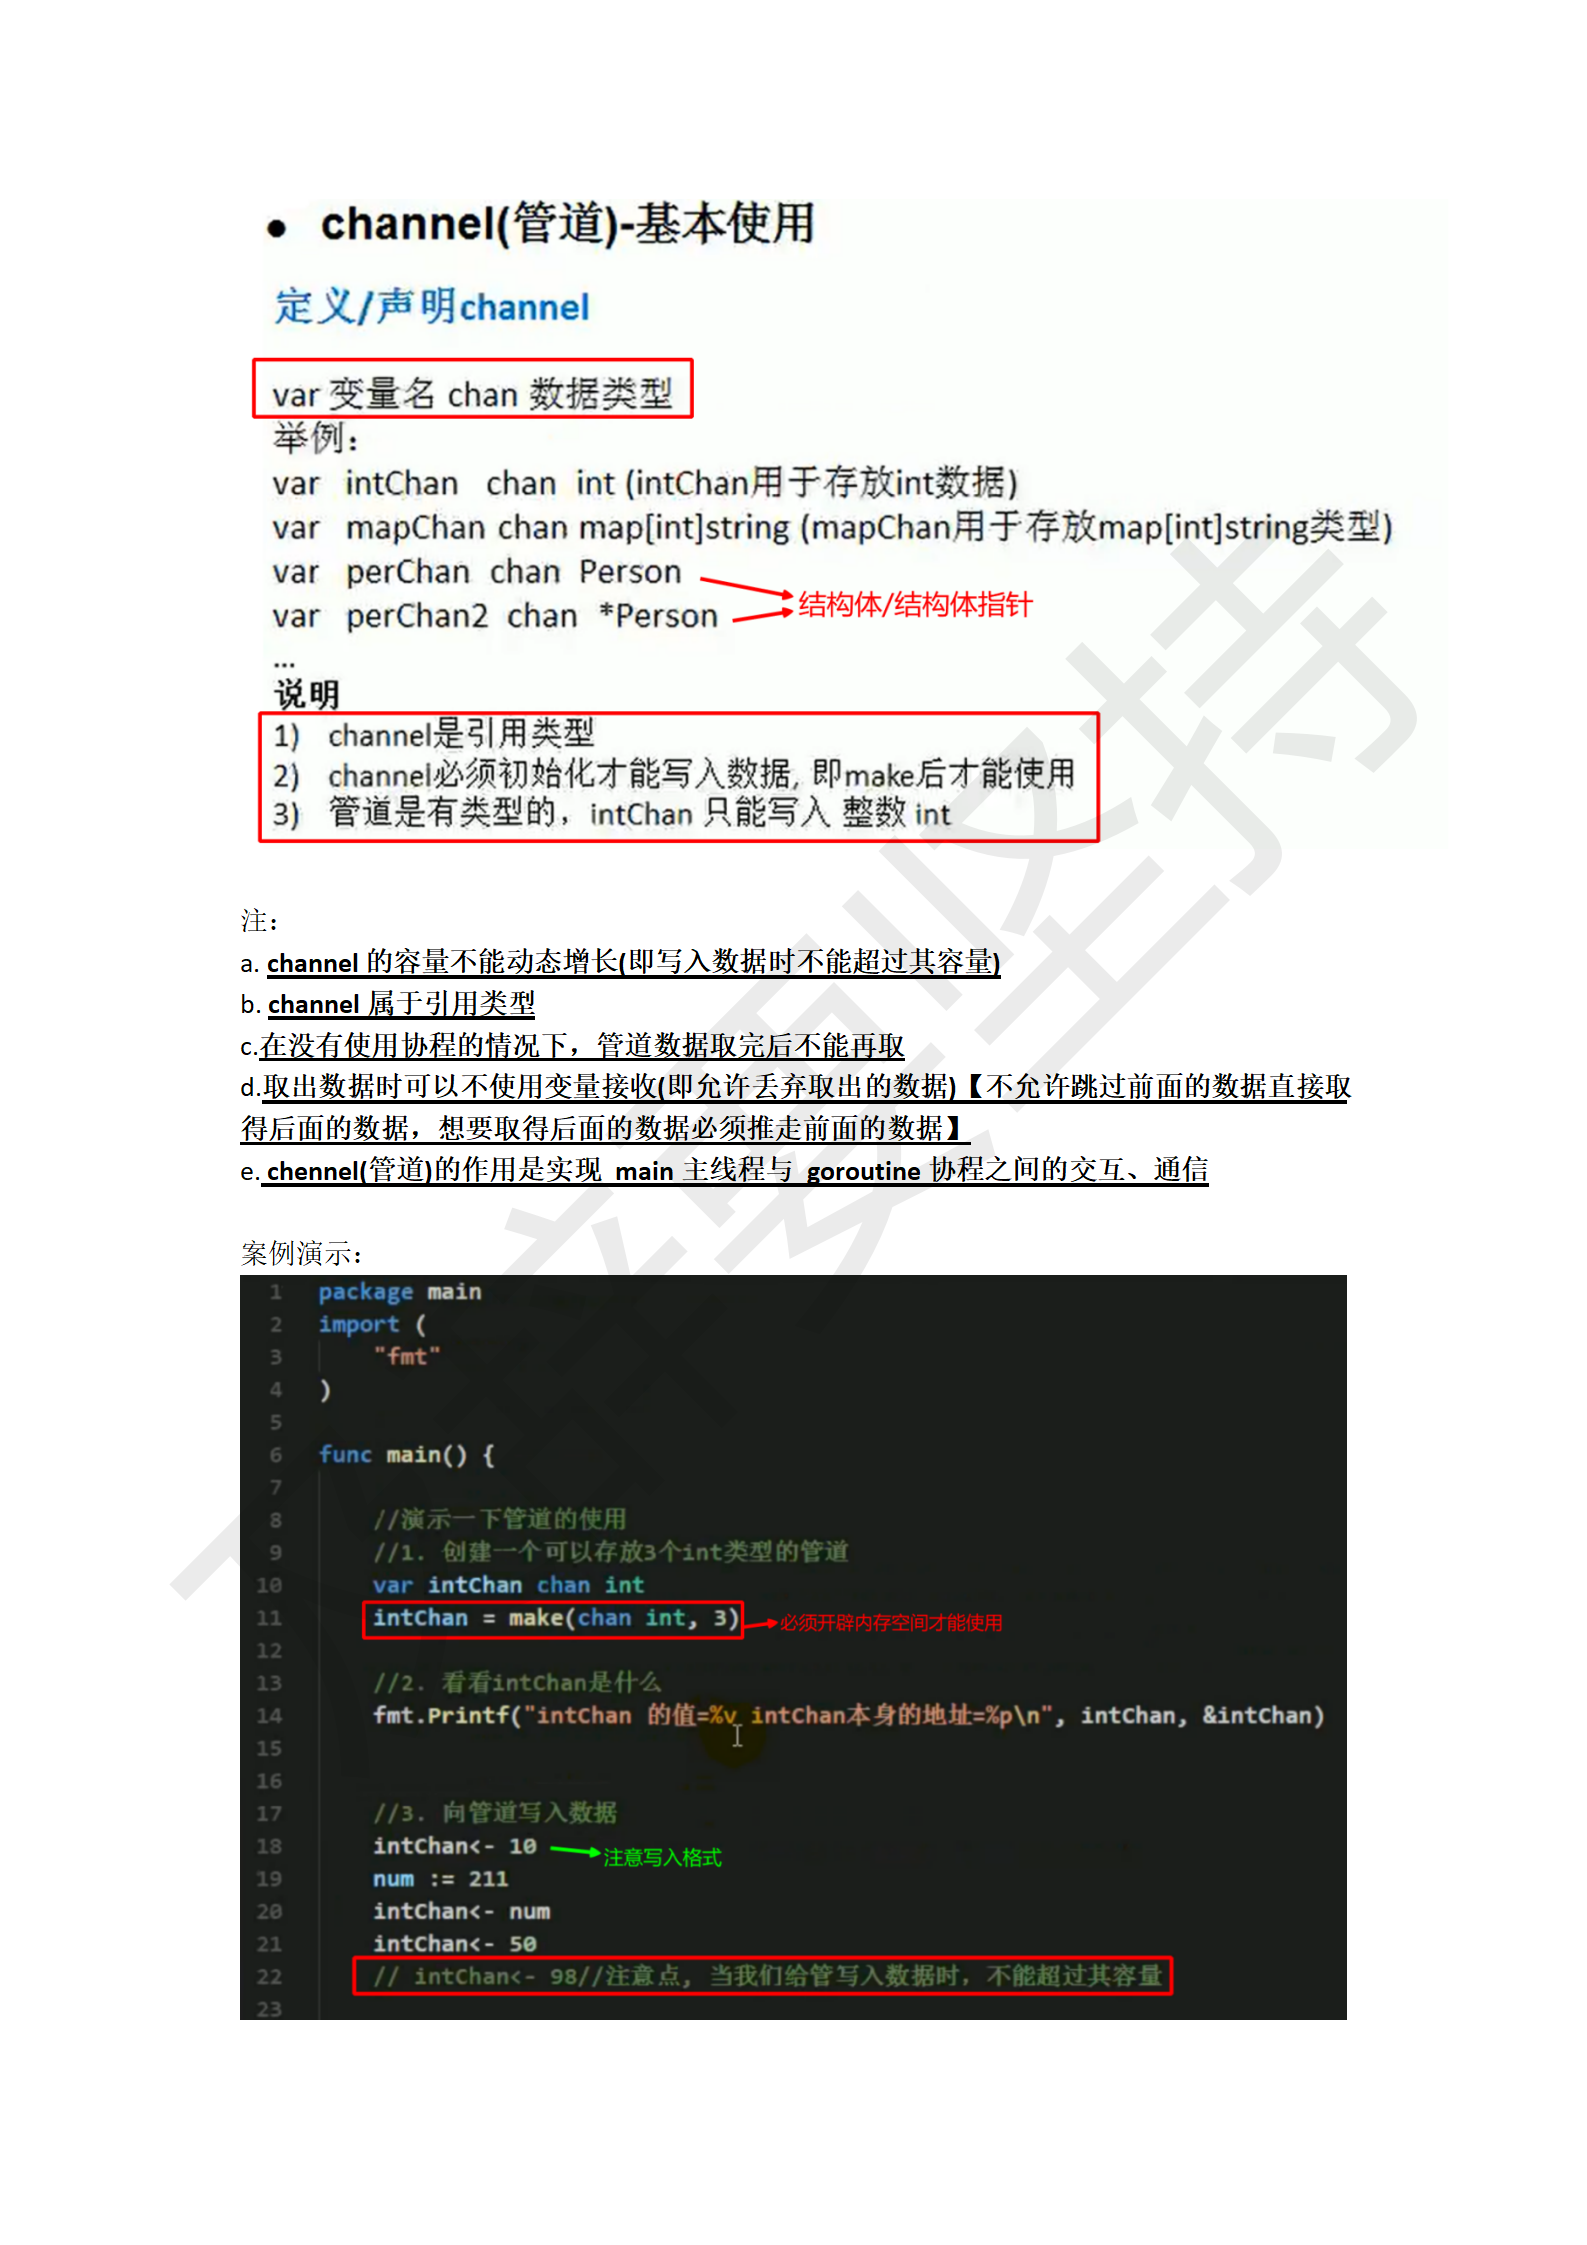 ● channel(管道)-基本使用
定义/声明channel
var 变量名 chan 数据类型
举例：
var intChan chan int (intChan用于存放int数据)
var mapChan chan map[int]string (mapChan用于存放map[int]string类型)
var perChan chan Person
var perChan2 chan *Person
结构体/结构体指针
...
说明
1) channel是引用类型
2) channel必须初始化才能写入数据, 即make后才能使用
3) 管道是有类型的，intChan 只能写入 整数 int
注：
a. channel 的容量不能动态增长(即写入数据时不能超过其容量)
b. channel 属于引用类型
c.在没有使用协程的情况下，管道数据取完后不能再取
d.取出数据时可以不使用变量接收(即允许丢弃取出的数据)【不允许跳过前面的数据直接取
得后面的数据，想要取得后面的数据必须推走前面的数据】
e. chennel(管道)的作用是实现 main 主线程与 goroutine 协程之间的交互、通信
案例演示：
1 package main
2 import (
3 "fmt"
4 )
5
6 func main() {
7
8 //演示一下管道的使用
9 //1. 创建一个可以存放3个int类型的管道
10 var intChan chan int
11 intChan = make(chan int, 3) 必须开辟内存空间才能使用
12
13 //2. 看看intChan是什么
14 fmt.Printf("intChan 的值=%v intChan本身的地址=%p\n", intChan, &intChan)
15
16
17 //3. 向管道写入数据
18 intChan<- 10 注意写入格式
19 num := 211
20 intChan<- num
21 intChan<- 50
22 // intChan<- 98//注意点, 当我们给管写入数据时，不能超过其容量
23
要坚持